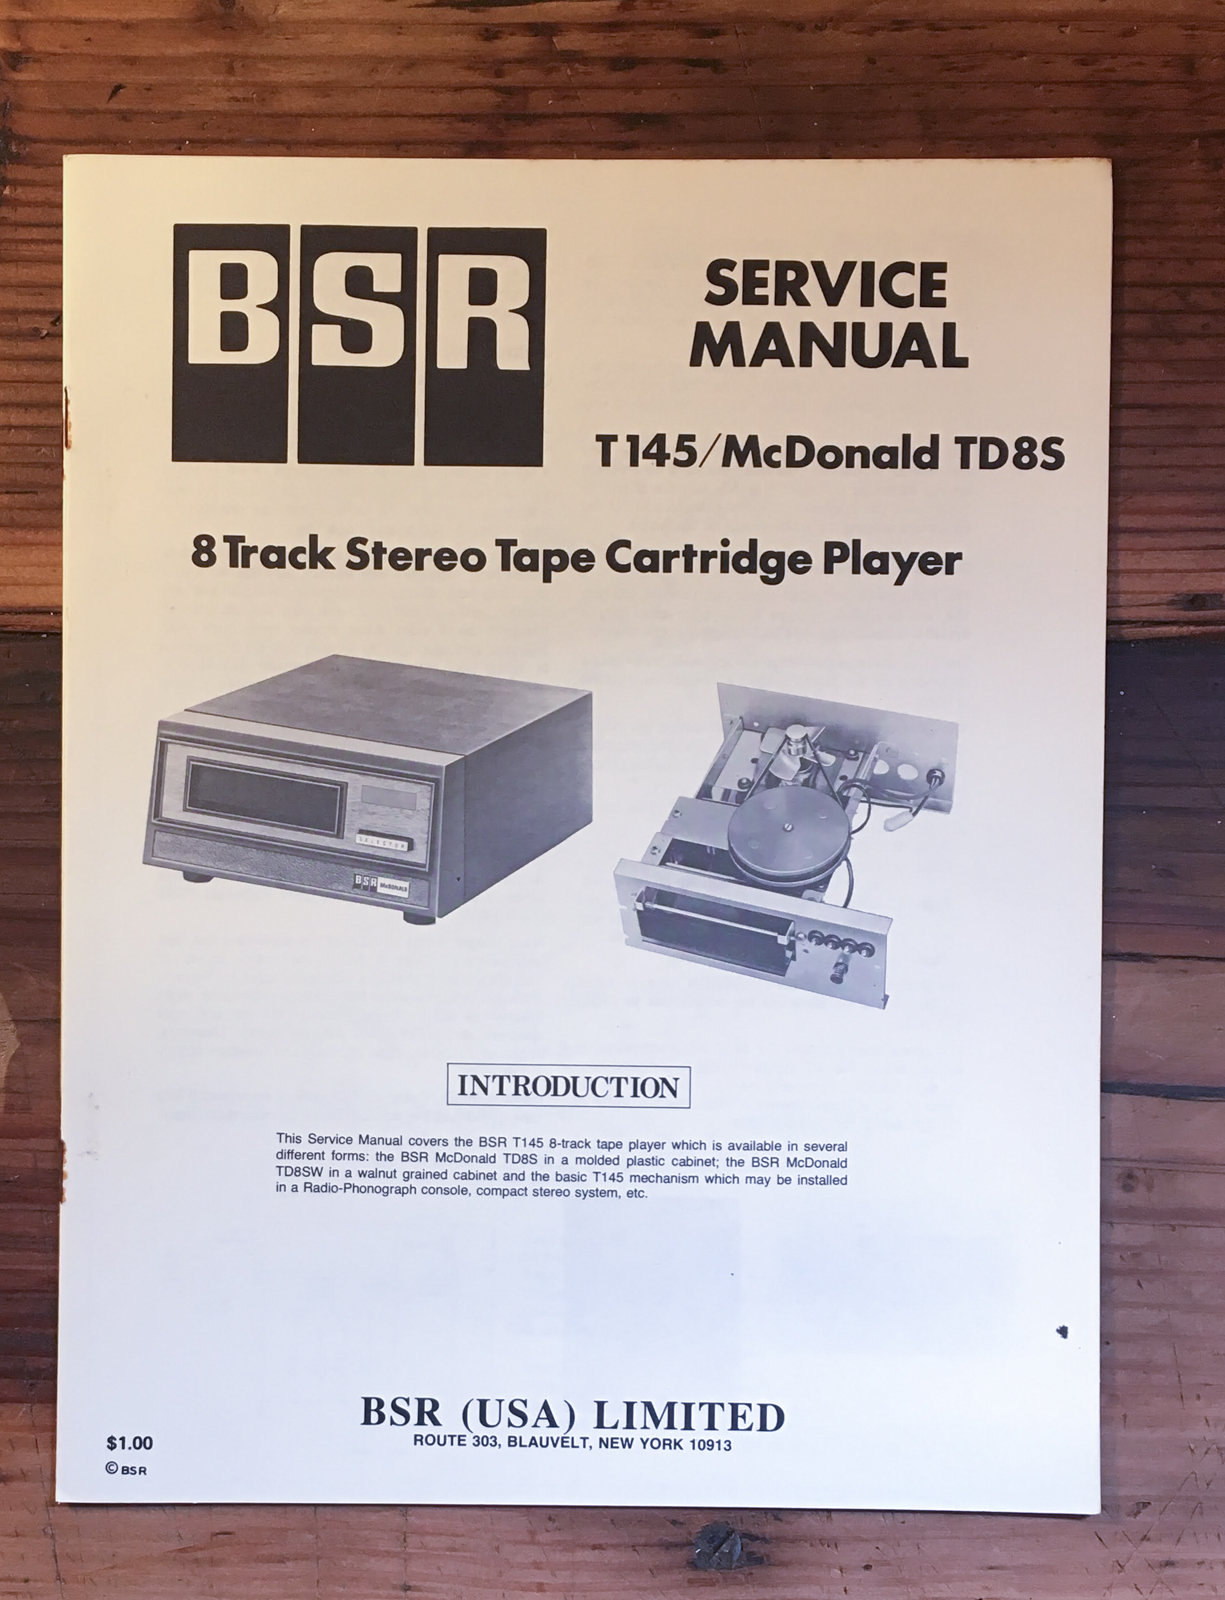 BSR
SERVICE
MANUAL
T145/McDonald TD8S
8 Track Stereo Tape Cartridge Player
SELECTOR
BSR McDONALD
INTRODUCTION
This Service Manual covers the BSR T145 8-track tape player which is available in several
different forms: the BSR McDonald TD8S in a molded plastic cabinet; the BSR McDonald
TD8SW in a walnut grained cabinet and the basic T145 mechanism which may be installed
in a Radio-Phonograph console, compact stereo system, etc.
BSR (USA) LIMITED
ROUTE 303, BLAUVELT, NEW YORK 10913
$1.00
© BSR